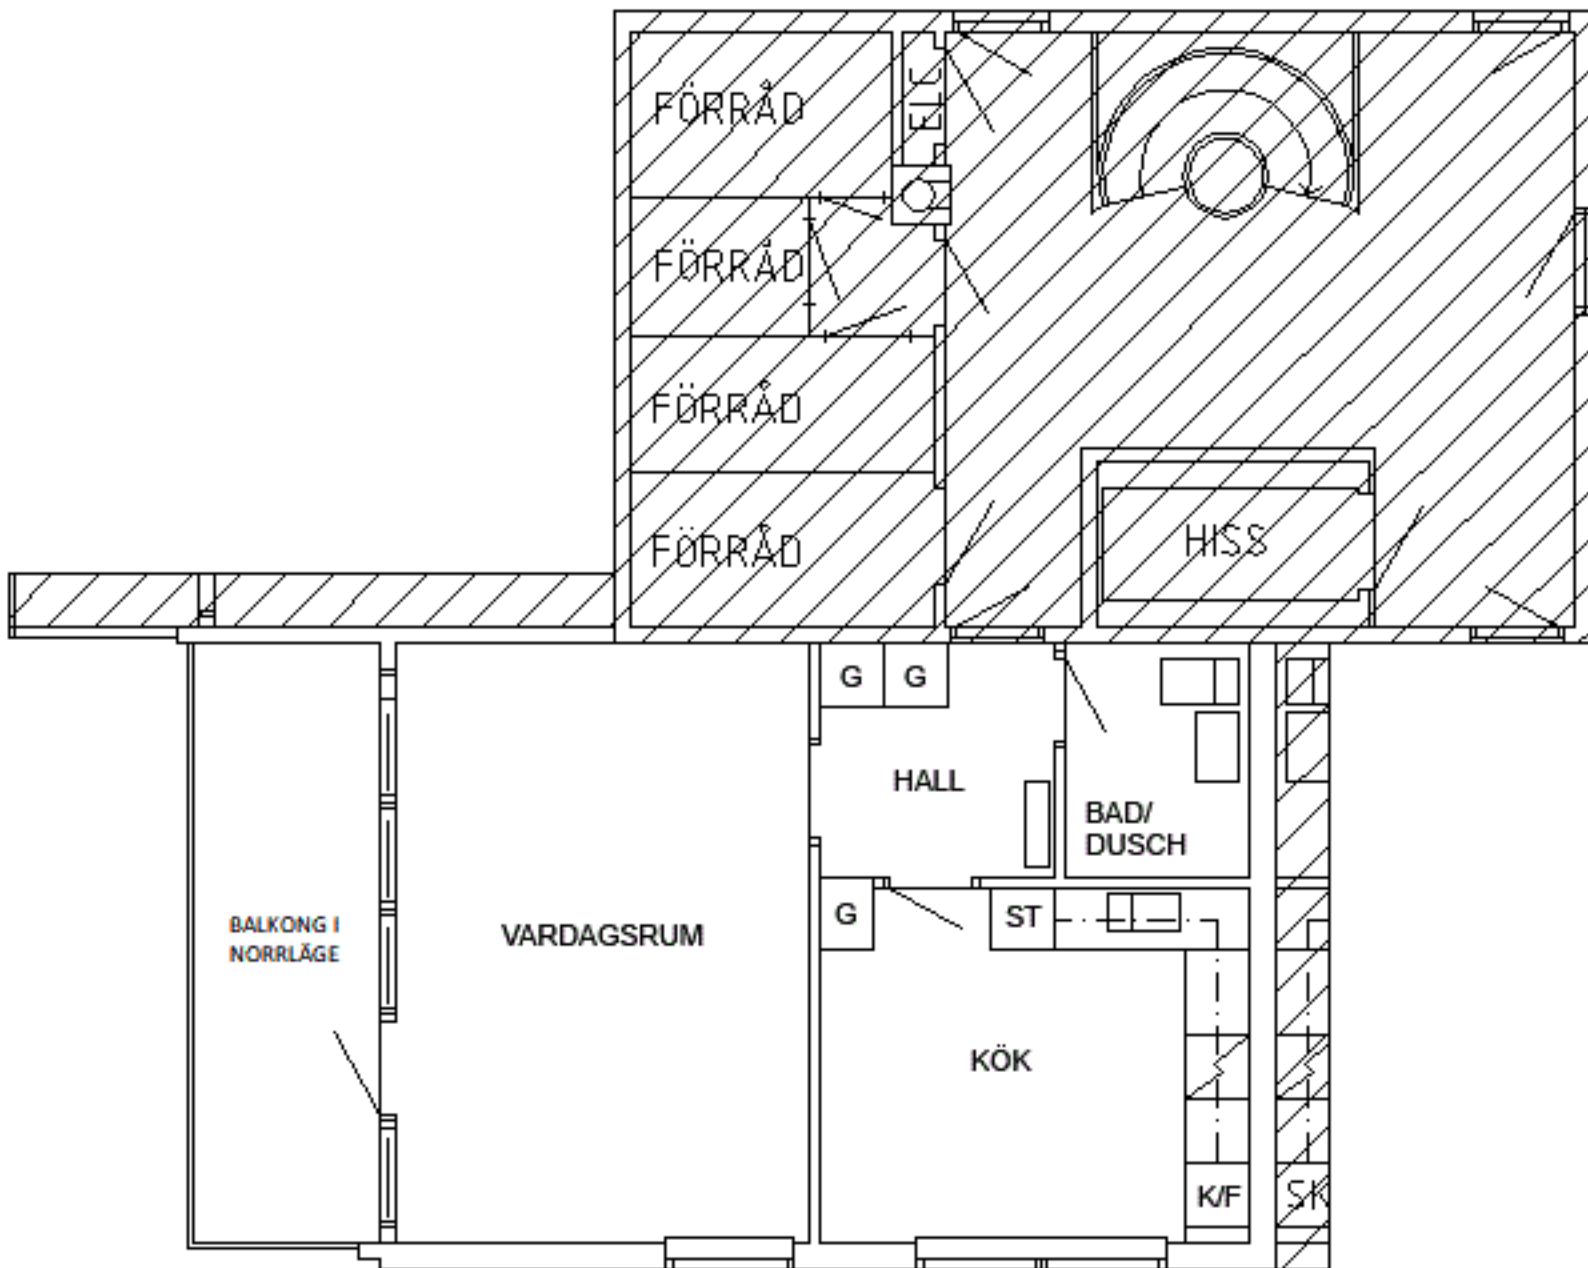 FÖRRÅD
ELC
FÖRRÅD
FÖRRÅD
FÖRRÅD
HISS
G
G
HALL
BAD/
DUSCH
G
ST
BALKONG I
NORRLÄGE
VARDAGSRUM
KÖK
K/F
SK